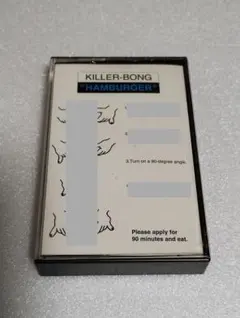 KILLER-BONG
"HAMBURGER"
3.Turn on a 90-degree angle.
Please apply for
90 minutes and eat.